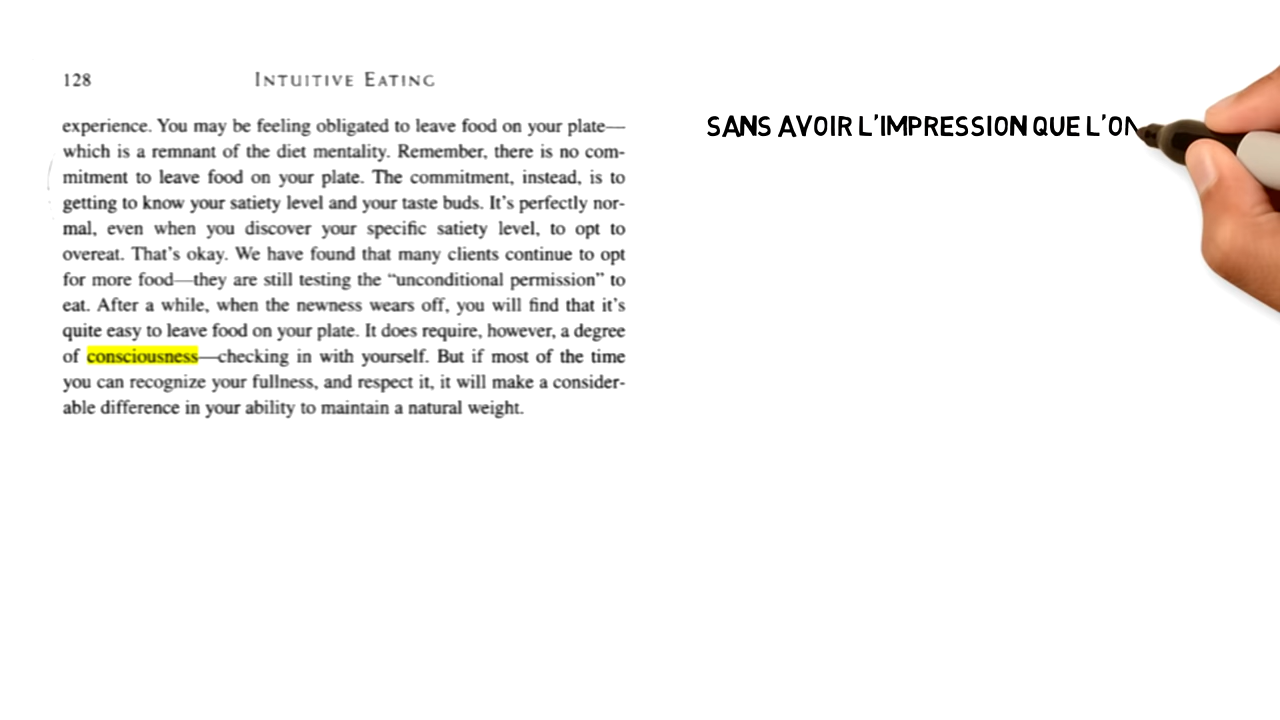 128 INTUITIVE EATING
experience. You may be feeling obligated to leave food on your plate—
which is a remnant of the diet mentality. Remember, there is no com-
mitment to leave food on your plate. The commitment, instead, is to
getting to know your satiety level and your taste buds. It's perfectly nor-
mal, even when you discover your specific satiety level, to opt to
overeat. That's okay. We have found that many clients continue to opt
for more food—they are still testing the “unconditional permission” to
eat. After a while, when the newness wears off, you will find that it's
quite easy to leave food on your plate. It does require, however, a degree
of consciousness—checking in with yourself. But if most of the time
you can recognize your fullness, and respect it, it will make a consider-
able difference in your ability to maintain a natural weight.
SANS AVOIR L'IMPRESSION QUE L'ON